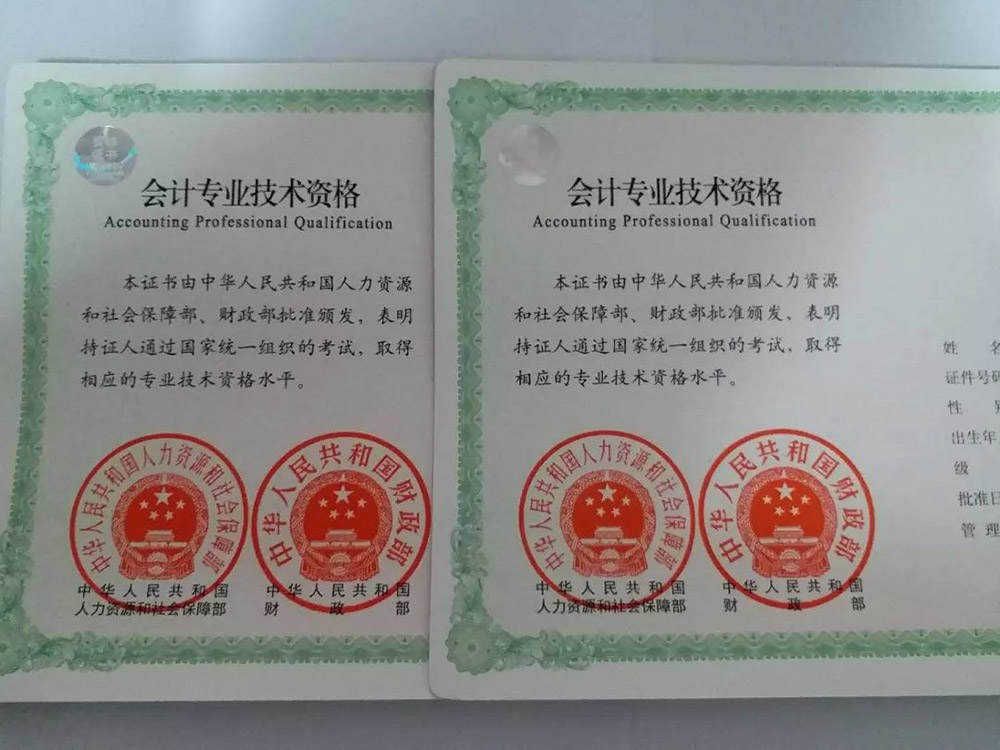 会计专业技术资格
Accounting Professional Qualification
本证书由中华人民共和国人力资源
和社会保障部、财政部批准颁发，表明
持证人通过国家统一组织的考试，取得
相应的专业技术资格水平。
中华人民共和国人力资源和社会保障部
中华人民共和国财政部
中华人民共和国
人力资源和社会保障部
中华人民共和国
财政部
会计专业技术资格
Accounting Professional Qualification
本证书由中华人民共和国人力资源
和社会保障部、财政部批准颁发，表明
持证人通过国家统一组织的考试，取得
相应的专业技术资格水平。
中华人民共和国人力资源和社会保障部
中华人民共和国财政部
中华人民共和国
人力资源和社会保障部
中华人民共和国
财政部
姓 名
证件号码
性 别
出生年
级
批准日
管 理